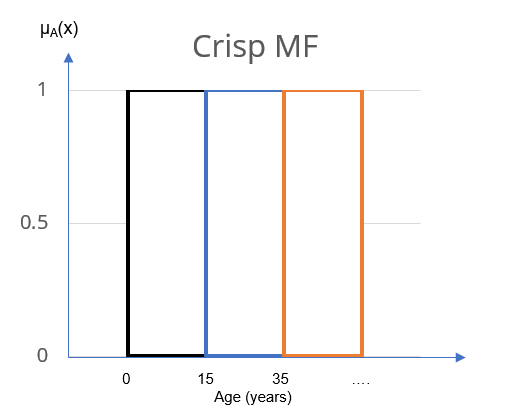 μA(x)
Crisp MF
1
0.5
0
0 15 35 ....
Age (years)